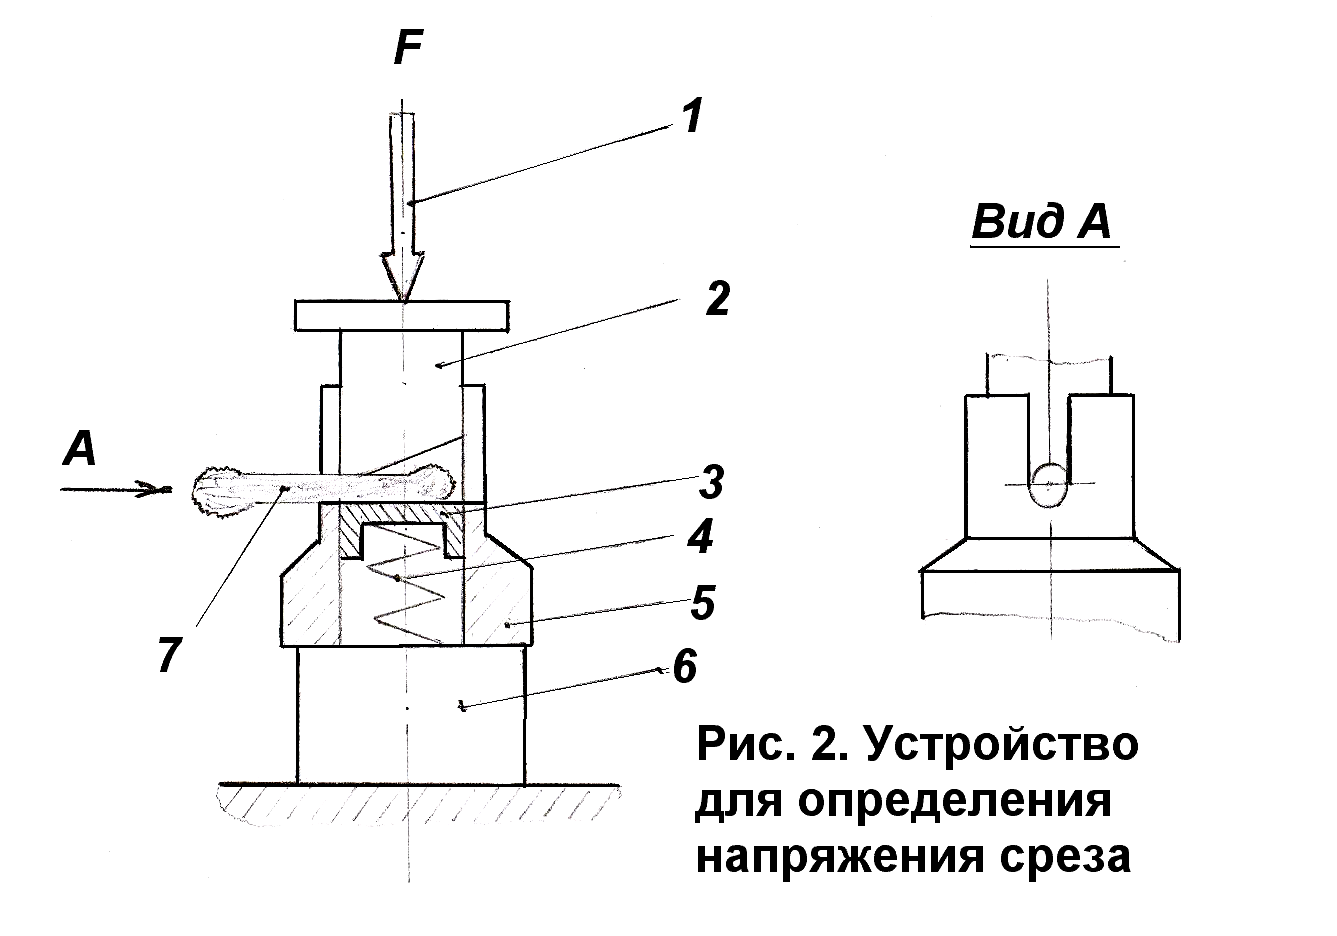 F
1
Вид А
2
А
3
4
5
7
6
Рис. 2. Устройство
для определения
напряжения среза